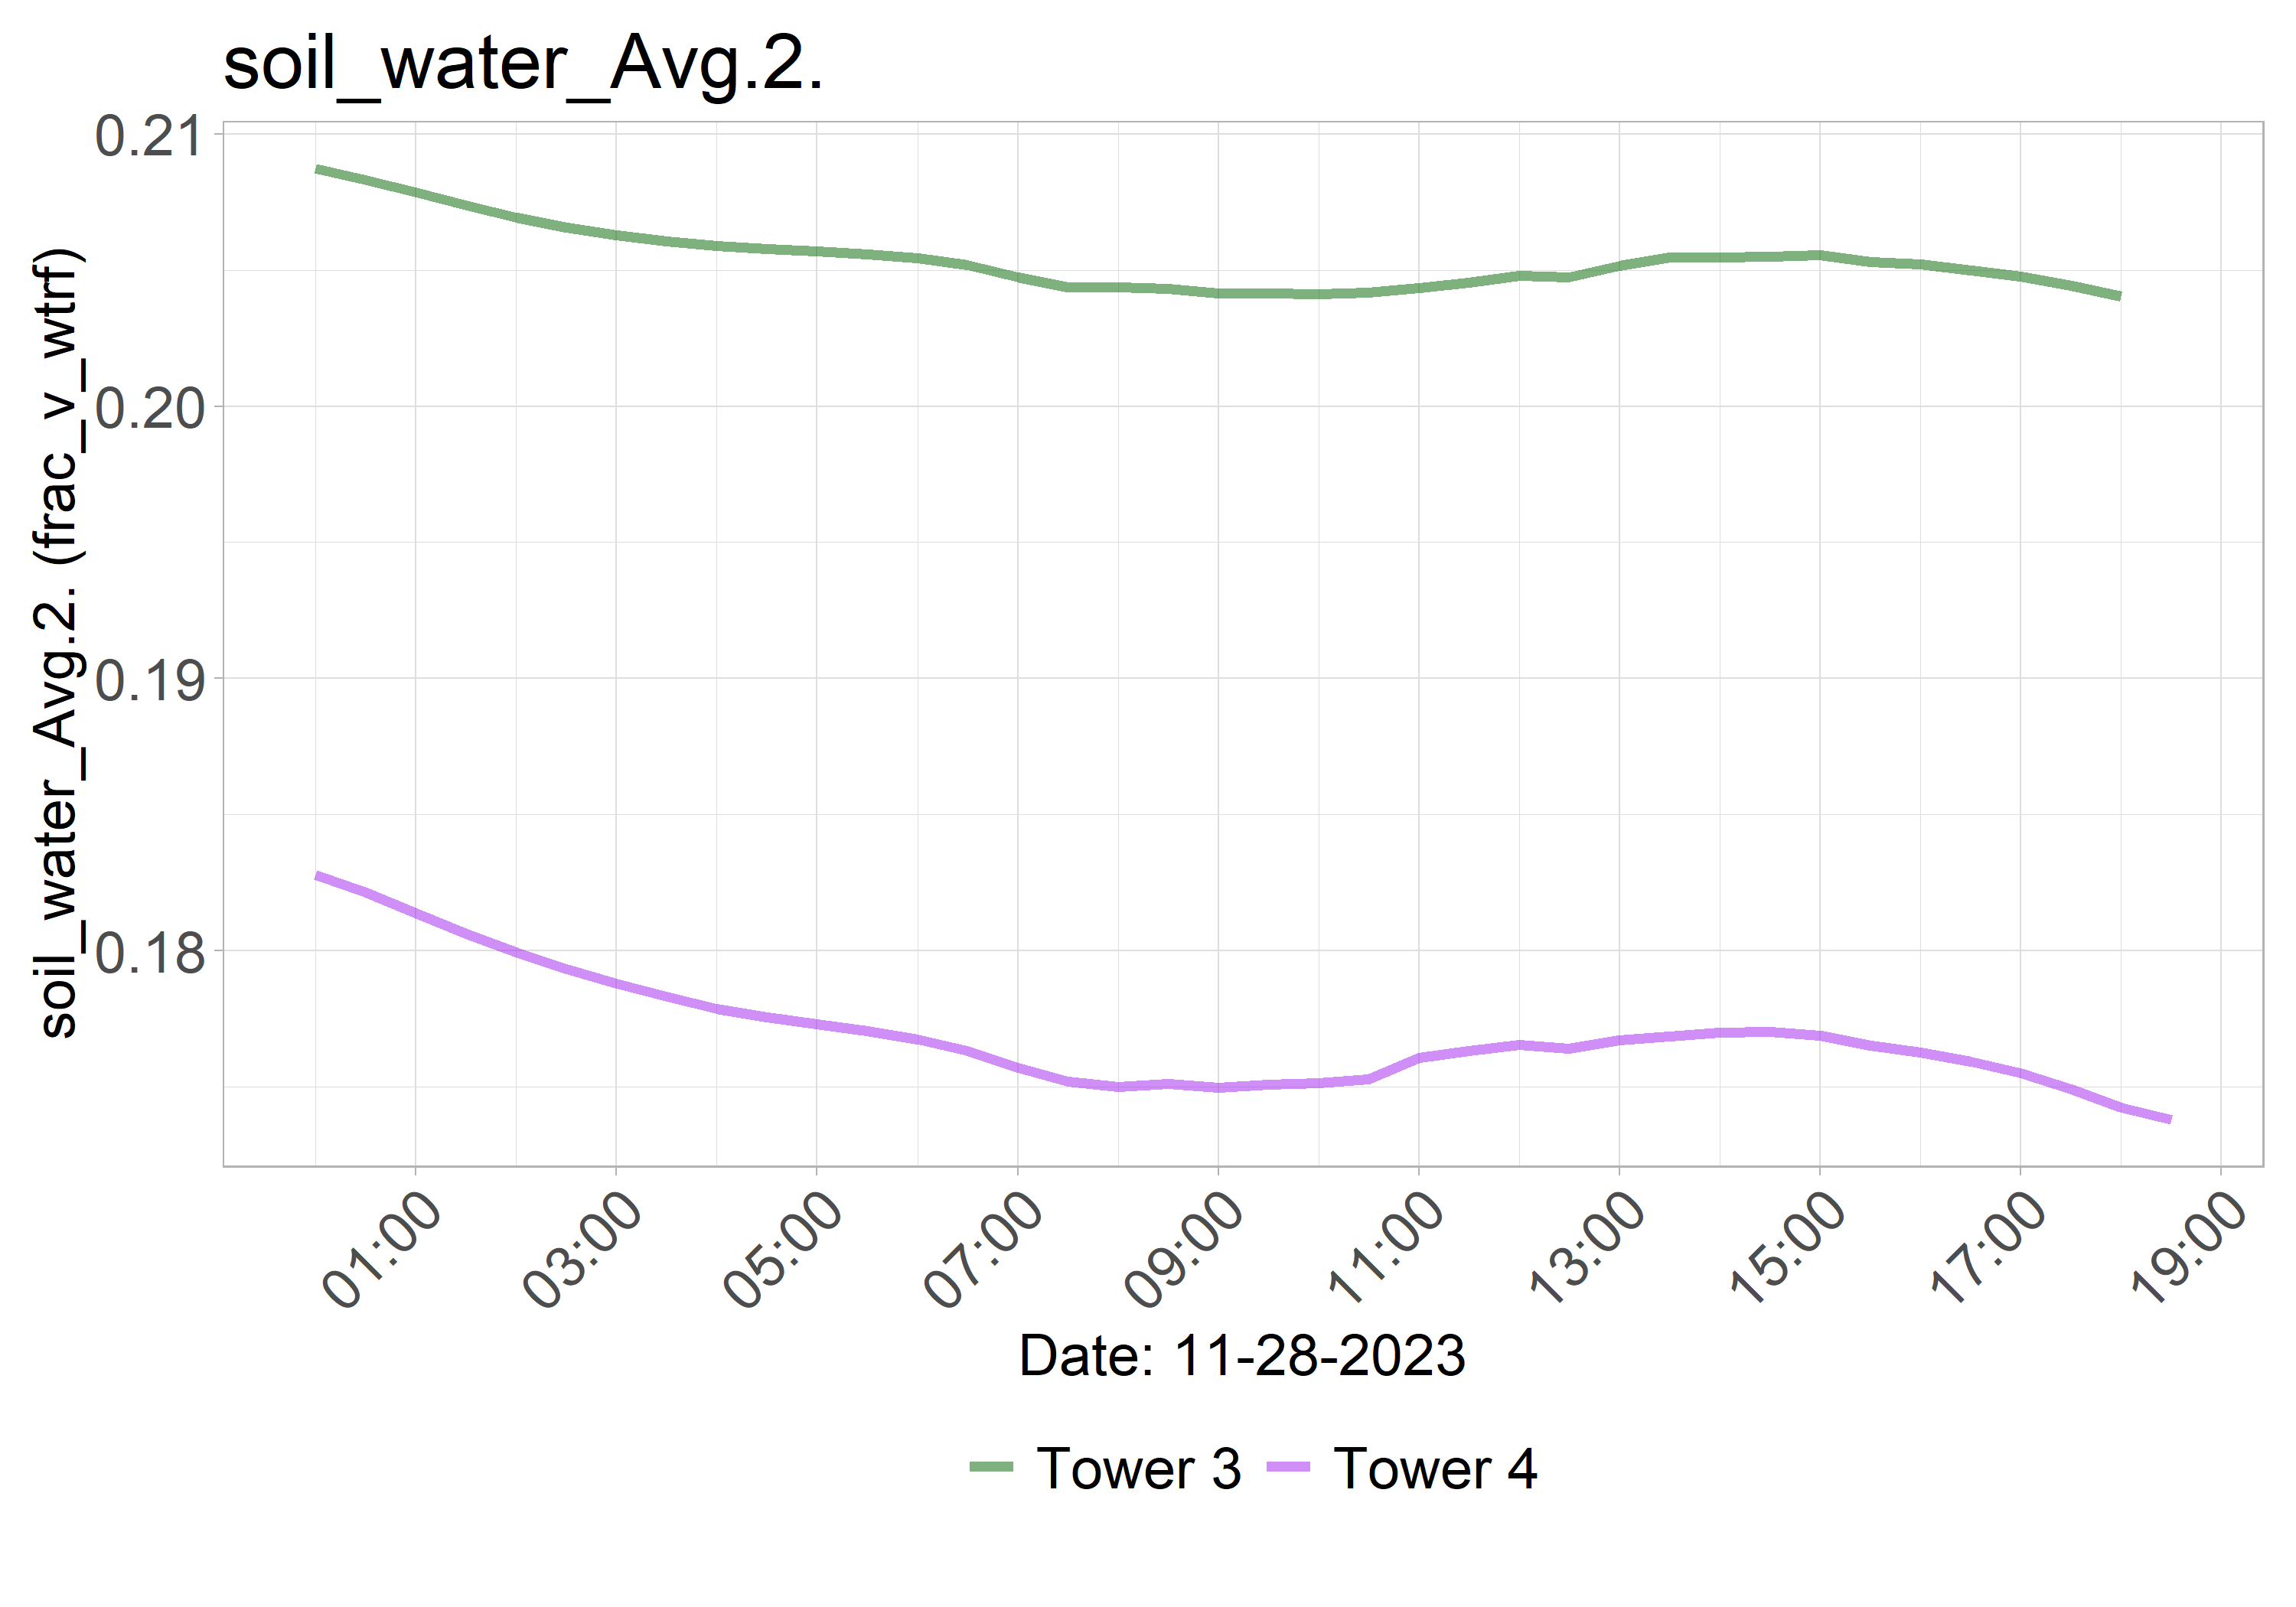 soil_water_Avg.2.
soil_water_Avg.2. (frac_v_wtrf)
0.21
0.20
0.19
0.18
01:00
03:00
05:00
07:00
09:00
11:00
13:00
15:00
17:00
19:00
Date: 11-28-2023
Tower 3
Tower 4